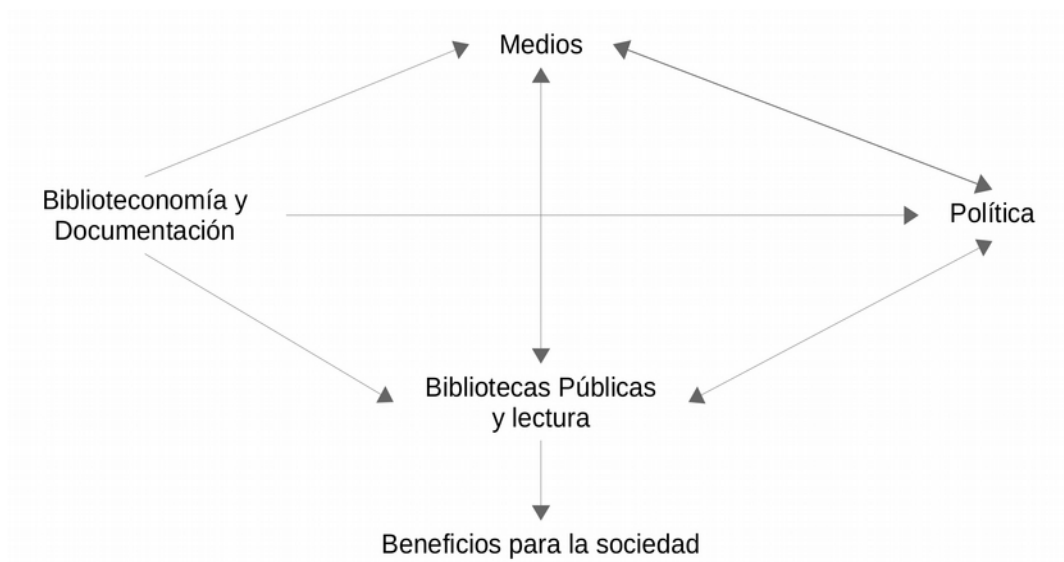 Medios
Biblioteconomía y
Documentación
Política
Bibliotecas Públicas
y lectura
Beneficios para la sociedad